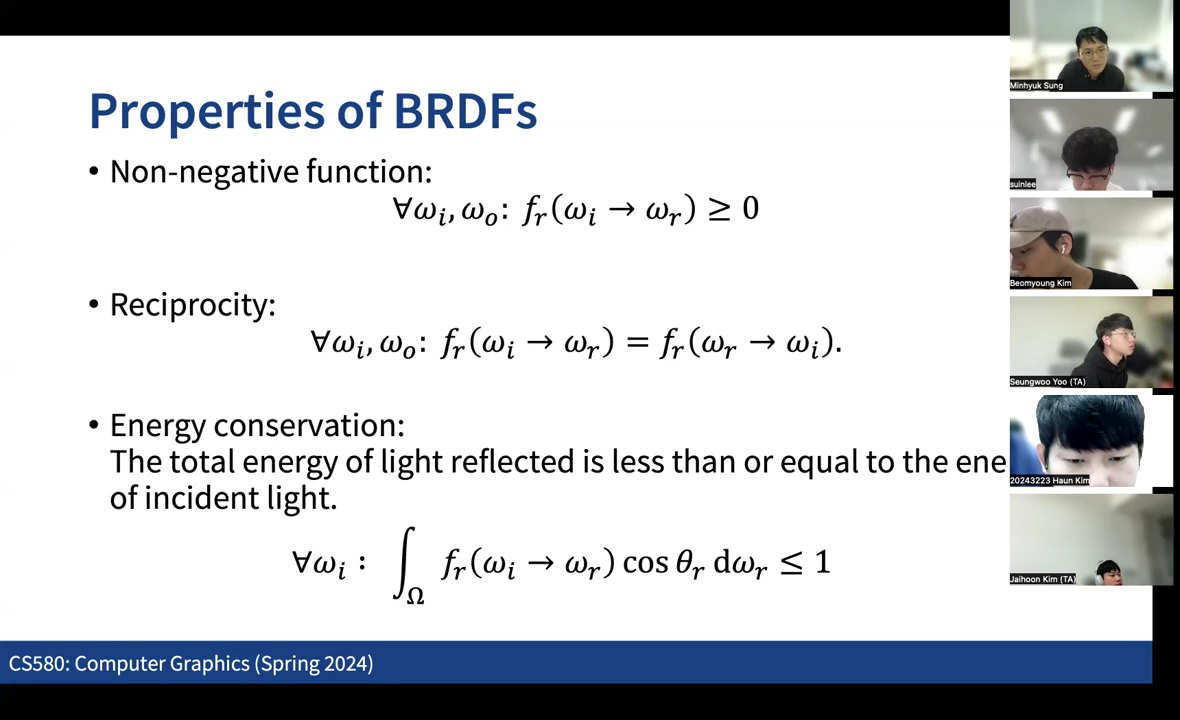 Properties of BRDFs
• Non-negative function:
∀ωᵢ, ωₒ: fᵣ(ωᵢ → ωᵣ) ≥ 0
• Reciprocity:
∀ωᵢ, ωₒ: fᵣ(ωᵢ → ωᵣ) = fᵣ(ωᵣ → ωᵢ).
• Energy conservation:
The total energy of light reflected is less than or equal to the ene
of incident light.
∀ωᵢ : ∫_Ω fᵣ(ωᵢ → ωᵣ) cos θᵣ dωᵣ ≤ 1
CS580: Computer Graphics (Spring 2024)
Minhyuk Sung
suinlee
Beomyoung Kim
Seungwoo Yoo (TA)
20243223 Haun Kim
Jaihoon Kim (TA)